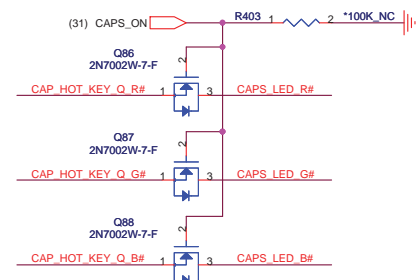 (31) CAPS_ON R403 1 2 *100K_NC
Q86
2N7002W-7-F
2
CAP_HOT_KEY_Q_R# 1 3 CAPS_LED_R#
Q87
2N7002W-7-F
2
CAP_HOT_KEY_Q_G# 1 3 CAPS_LED_G#
Q88
2N7002W-7-F
2
CAP_HOT_KEY_Q_B# 1 3 CAPS_LED_B#